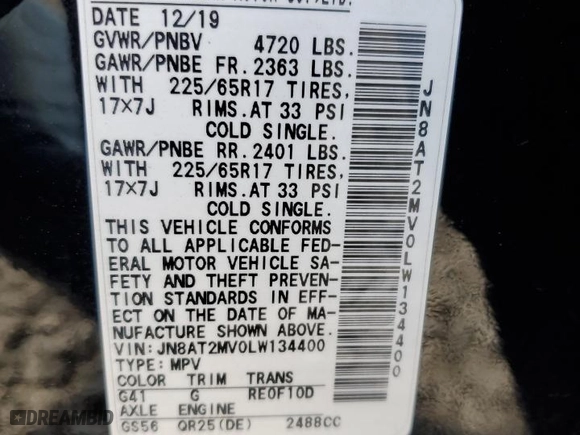 DATE 12/19
GVWR/PNBV 4720 LBS.
GAWR/PNBE FR. 2363 LBS.
WITH 225/65R17 TIRES,
17×7J RIMS. AT 33 PSI
COLD SINGLE.
GAWR/PNBE RR. 2401 LBS.
WITH 225/65R17 TIRES,
17×7J RIMS. AT 33 PSI
COLD SINGLE.
THIS VEHICLE CONFORMS
TO ALL APPLICABLE FED-
ERAL MOTOR VEHICLE SA-
FETY AND THEFT PREVEN-
TION STANDARDS IN EFF-
ECT ON THE DATE OF MA-
NUFACTURE SHOWN ABOVE.
VIN: JN8AT2MV0LW134400
TYPE: MPV
COLOR TRIM TRANS
G41 G RE0F10D
AXLE ENGINE
GS56 QR25(DE) 2488CC
JN8AT2MV0LW134400
DREAMBID